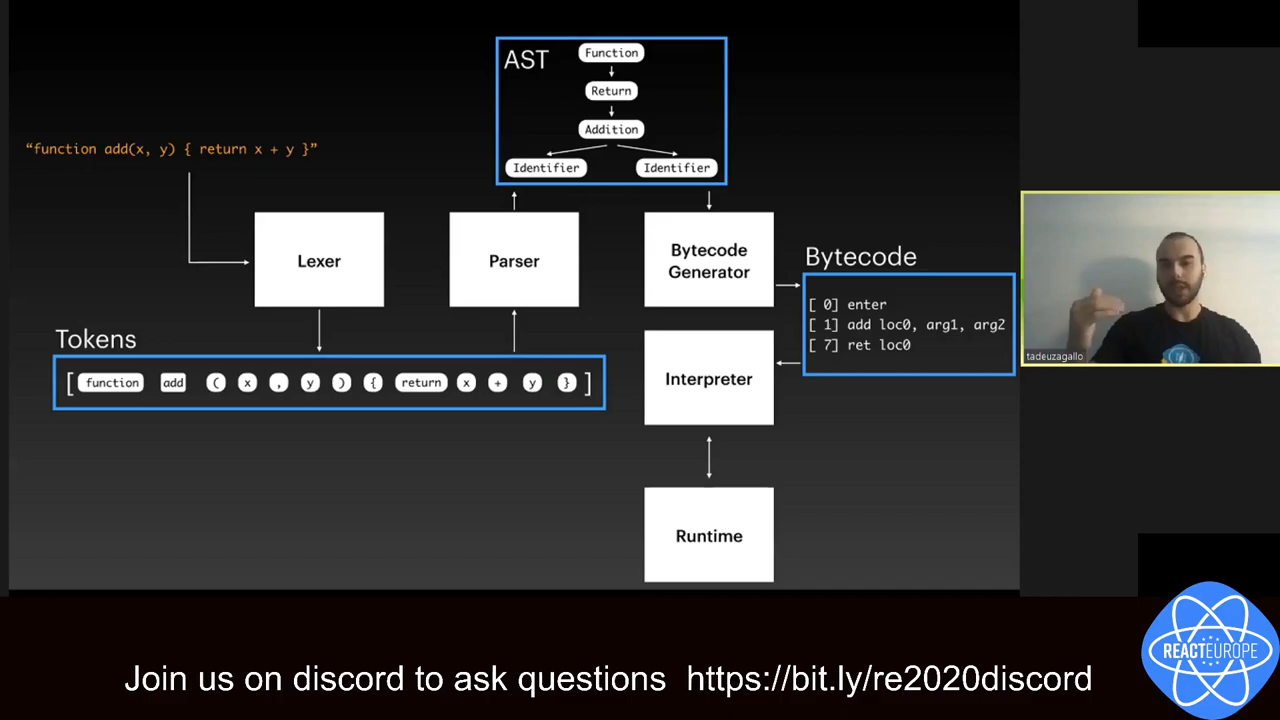 AST
Function
Return
Addition
Identifier Identifier
“function add(x, y) { return x + y }”
Lexer
Parser
Bytecode
Generator
Bytecode
[ 0] enter
[ 1] add loc0, arg1, arg2
[ 7] ret loc0
Tokens
[ function add ( x , y ) { return x + y } ]
Interpreter
Runtime
tadeuzagallo
REACTEUROPE
Join us on discord to ask questions https://bit.ly/re2020discord